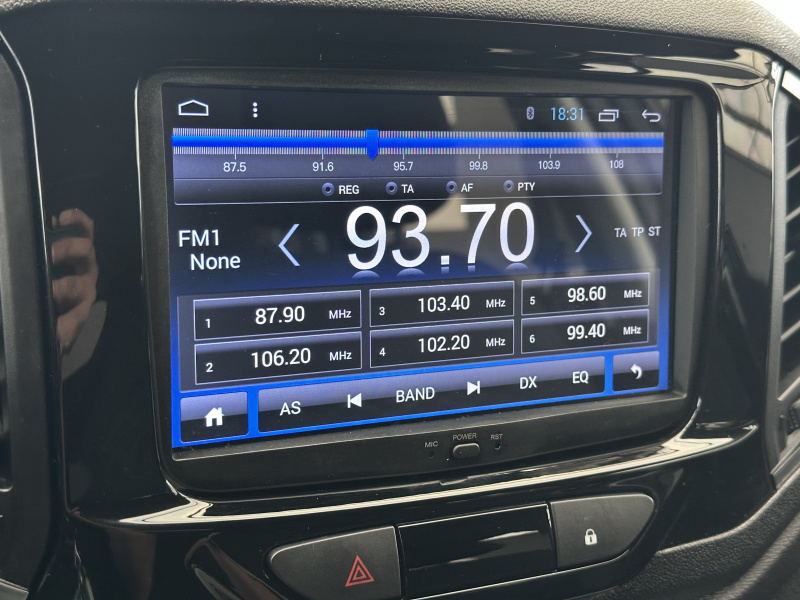 18:31
87.5 91.6 95.7 99.8 103.9 108
REG TA AF PTY
FM1 93.70 TA TP ST
None
1 87.90 MHz 3 103.40 MHz 5 98.60 MHz
2 106.20 MHz 4 102.20 MHz 6 99.40 MHz
AS BAND DX EQ
MIC POWER RST